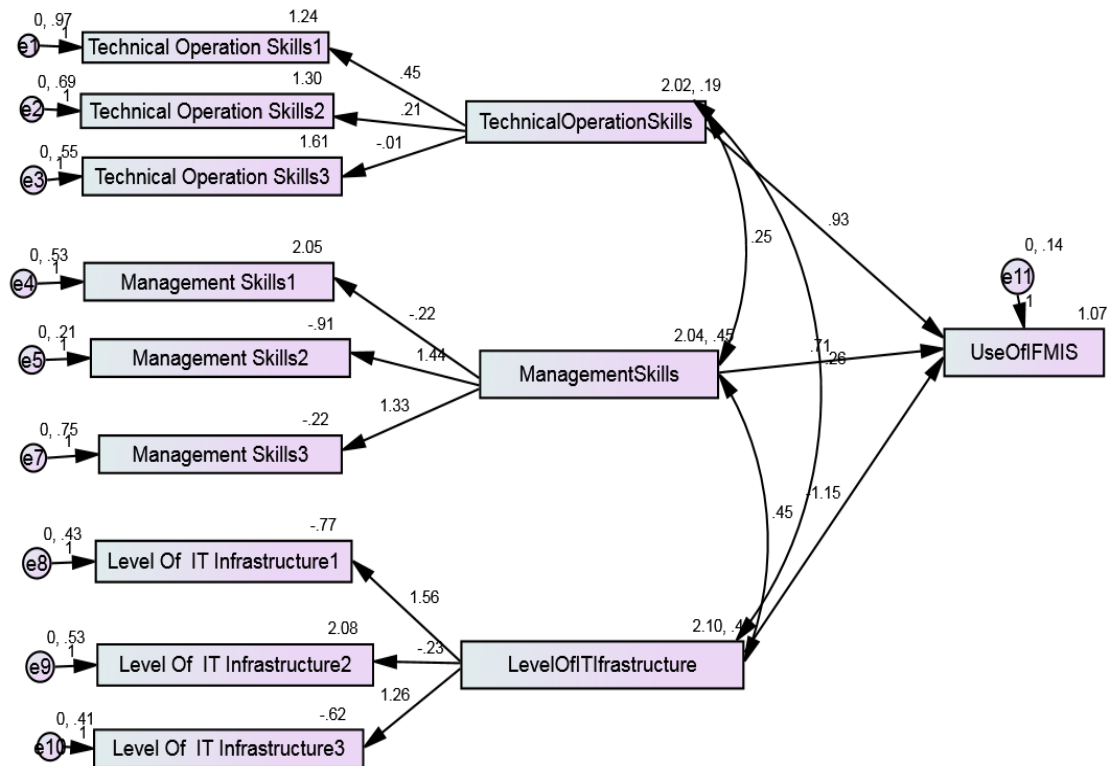 0, .97
1
e1
1.24
Technical Operation Skills1
0, .69
1
e2
1.30
Technical Operation Skills2
0, .55
1
e3
1.61
Technical Operation Skills3
.45
.21
-.01
2.02, .19
TechnicalOperationSkills
0, .53
1
e4
2.05
Management Skills1
0, .21
1
e5
-.91
Management Skills2
0, .75
1
e7
-.22
Management Skills3
-.22
1.44
1.33
2.04, .45
ManagementSkills
.25
.93
.71
.26
0, .14
e11
1
1.07
UseOfIFMIS
0, .43
1
e8
-.77
Level Of IT Infrastructure1
0, .53
1
e9
2.08
Level Of IT Infrastructure2
0, .41
1
e10
-.62
Level Of IT Infrastructure3
1.56
-.23
1.26
.45
-1.15
2.10,
LevelOfITIfrastructure